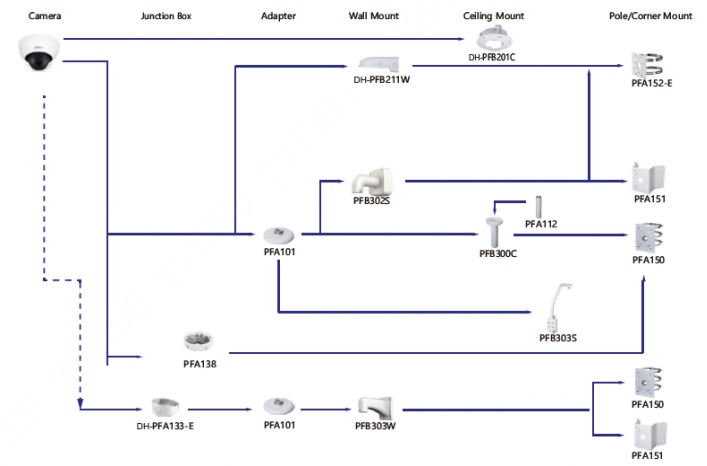 Camera Junction Box Adapter Wall Mount Ceiling Mount Pole/Corner Mount
DH-PFB201C
DH-PFB211W
PFA152-E
PFB302S
PFA151
PFA112
PFA101
PFB300C
PFA150
PFB303S
PFA138
PFA150
DH-PFA133-E
PFA101
PFB303W
PFA151